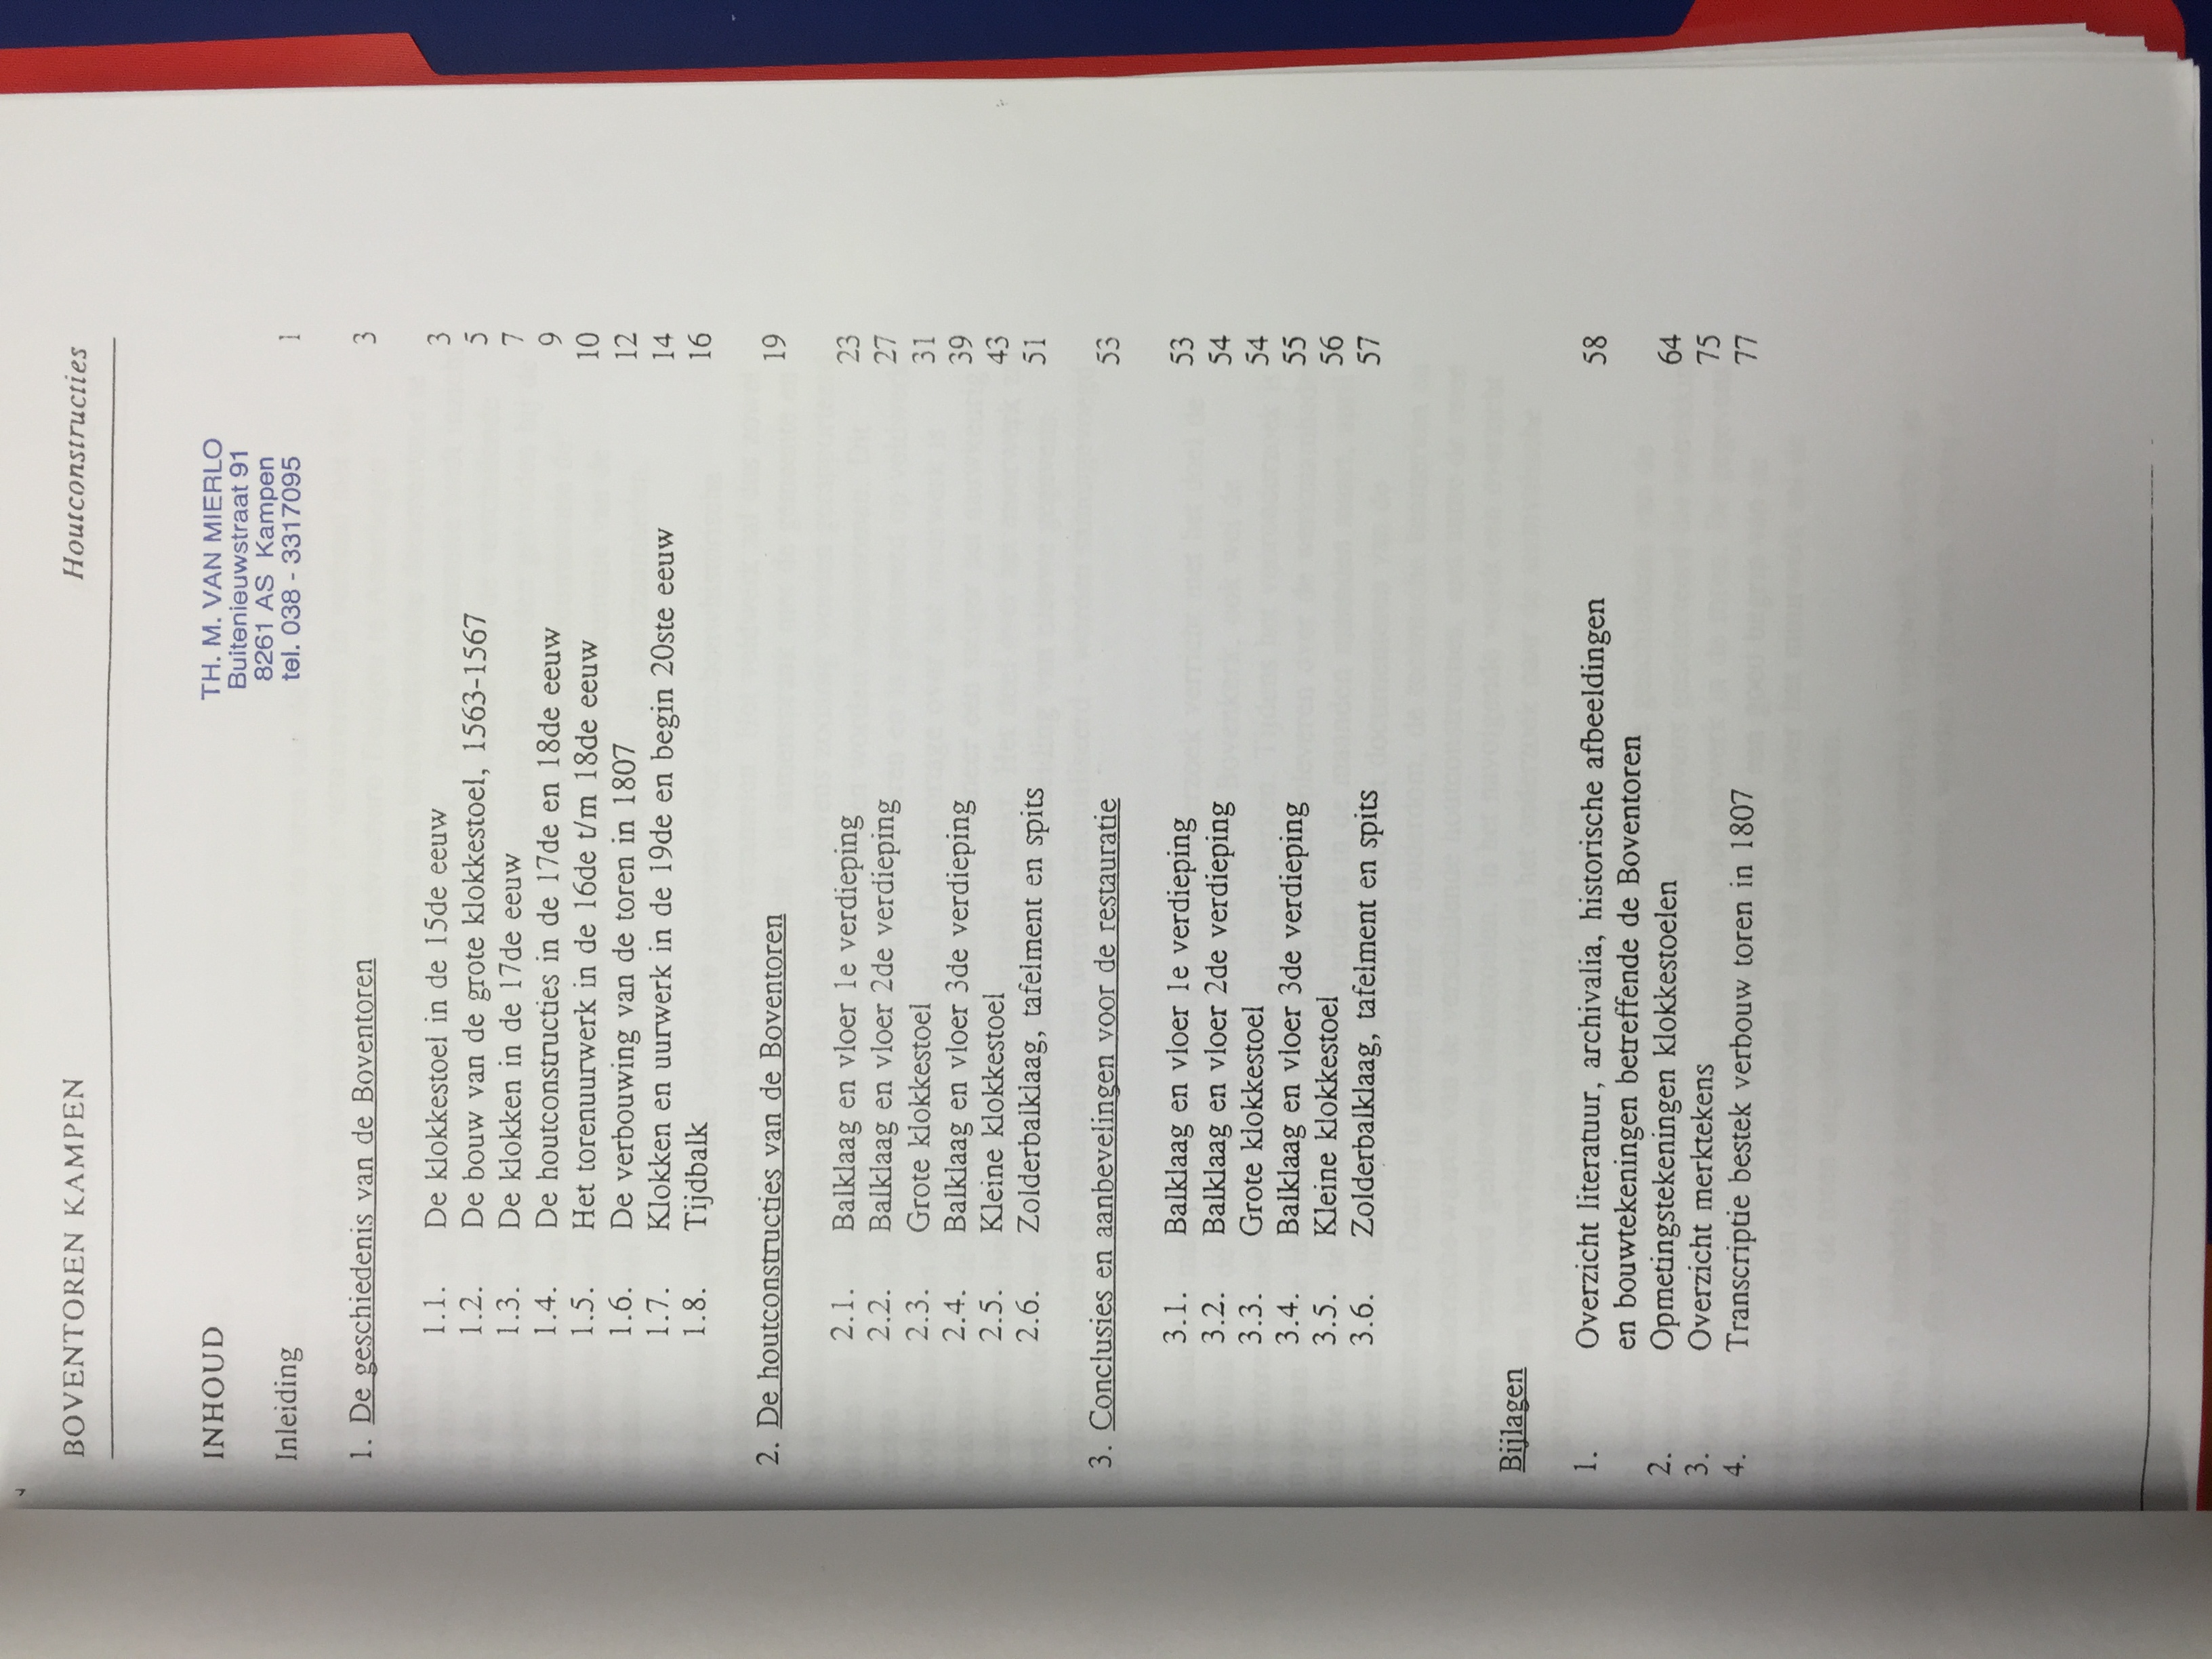 BOVENTOREN KAMPEN Houtconstructies
TH. M. VAN MIERLO
Buitenieuwstraat 91
8261 AS Kampen
tel. 038 - 3317095
INHOUD
Inleiding 1
1. De geschiedenis van de Boventoren 3
1.1. De klokkestoel in de 15de eeuw 3
1.2. De bouw van de grote klokkestoel, 1563-1567 5
1.3. De klokken in de 17de eeuw 7
1.4. De houtconstructies in de 17de en 18de eeuw 9
1.5. Het torenuurwerk in de 16de t/m 18de eeuw 10
1.6. De verbouwing van de toren in 1807 12
1.7. Klokken en uurwerk in de 19de en begin 20ste eeuw 14
1.8. Tijdbalk 16
2. De houtconstructies van de Boventoren 19
2.1. Balklaag en vloer 1e verdieping 23
2.2. Balklaag en vloer 2de verdieping 27
2.3. Grote klokkestoel 31
2.4. Balklaag en vloer 3de verdieping 39
2.5. Kleine klokkestoel 43
2.6. Zolderbalklaag, tafelment en spits 51
3. Conclusies en aanbevelingen voor de restauratie 53
3.1. Balklaag en vloer 1e verdieping 53
3.2. Balklaag en vloer 2de verdieping 54
3.3. Grote klokkestoel 54
3.4. Balklaag en vloer 3de verdieping 55
3.5. Kleine klokkestoel 56
3.6. Zolderbalklaag, tafelment en spits 57
Bijlagen
1. Overzicht literatuur, archivalia, historische afbeeldingen 58
en bouwtekeningen betreffende de Boventoren
2. Opmetingstekeningen klokkestoelen 64
3. Overzicht merktekens 75
4. Transcriptie bestek verbouw toren in 1807 77